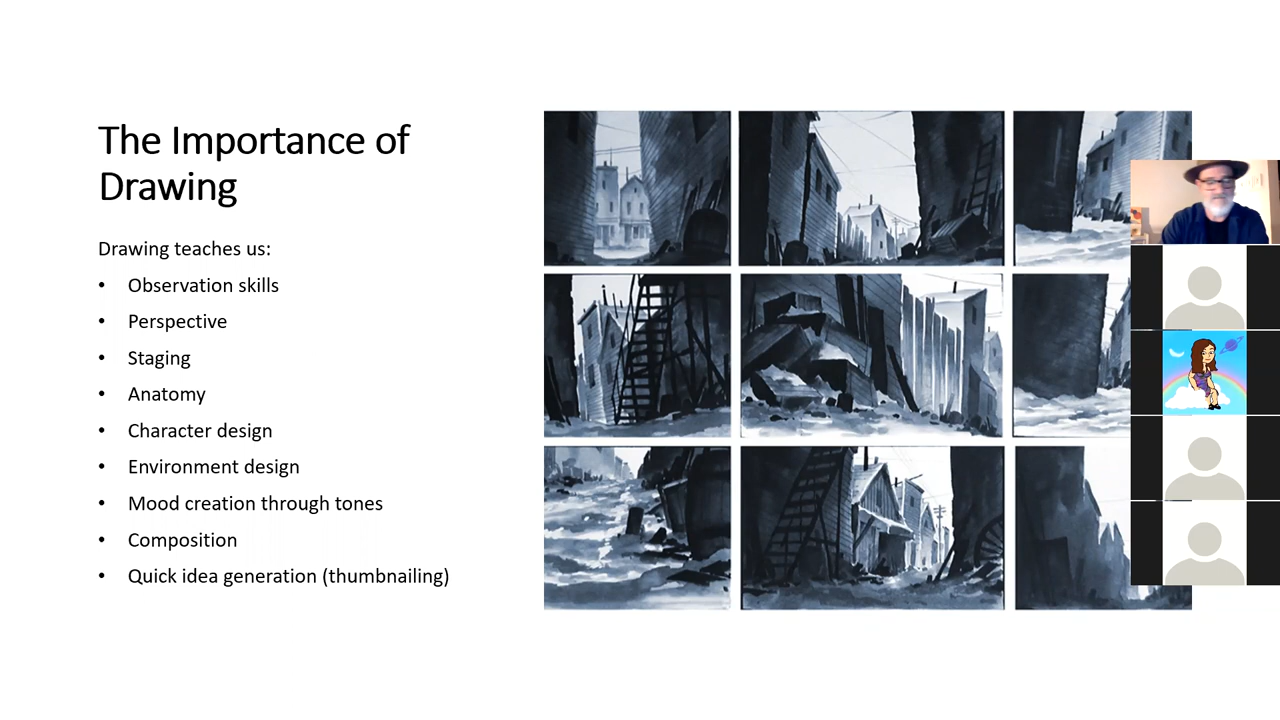 The Importance of
Drawing
Drawing teaches us:
• Observation skills
• Perspective
• Staging
• Anatomy
• Character design
• Environment design
• Mood creation through tones
• Composition
• Quick idea generation (thumbnailing)